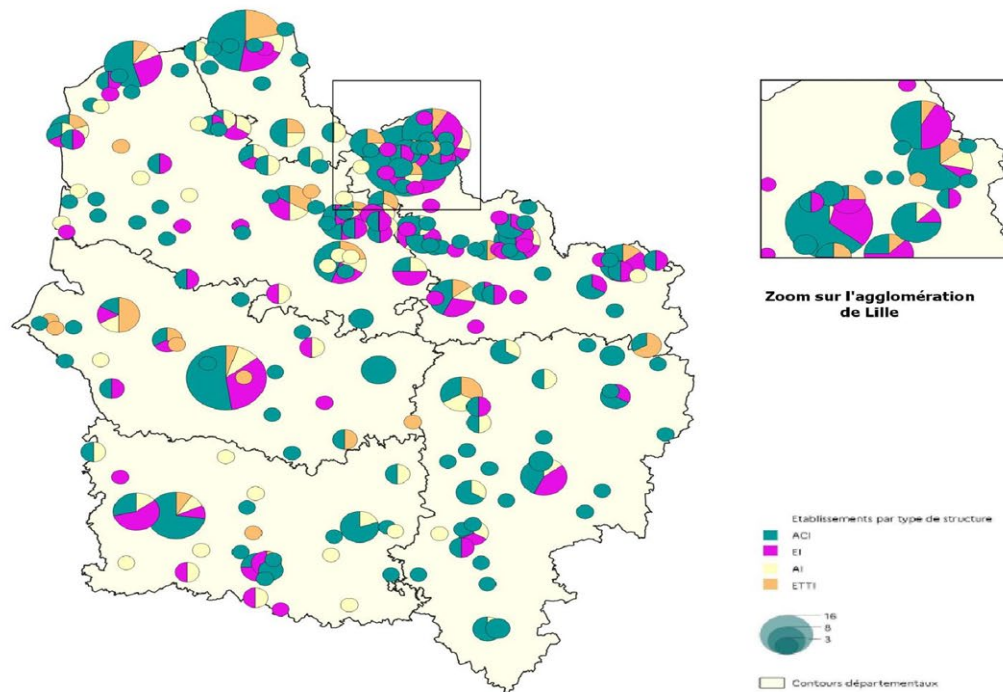 Zoom sur l'agglomération
de Lille
Etablissements par type de structure
ACI
EI
AI
ETTI
16
8
3
Contours départementaux